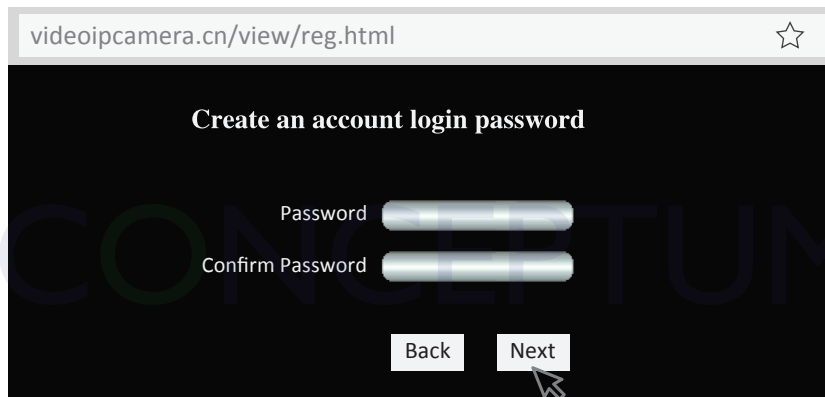 videoipcamera.cn/view/reg.html
Create an account login password
Password
Confirm Password
Back Next
CONCEPTUM